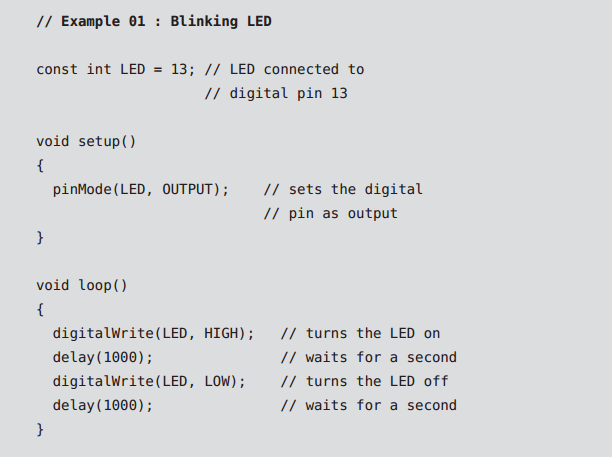 // Example 01 : Blinking LED
const int LED = 13; // LED connected to
// digital pin 13
void setup()
{
pinMode(LED, OUTPUT); // sets the digital
// pin as output
}
void loop()
{
digitalWrite(LED, HIGH); // turns the LED on
delay(1000); // waits for a second
digitalWrite(LED, LOW); // turns the LED off
delay(1000); // waits for a second
}